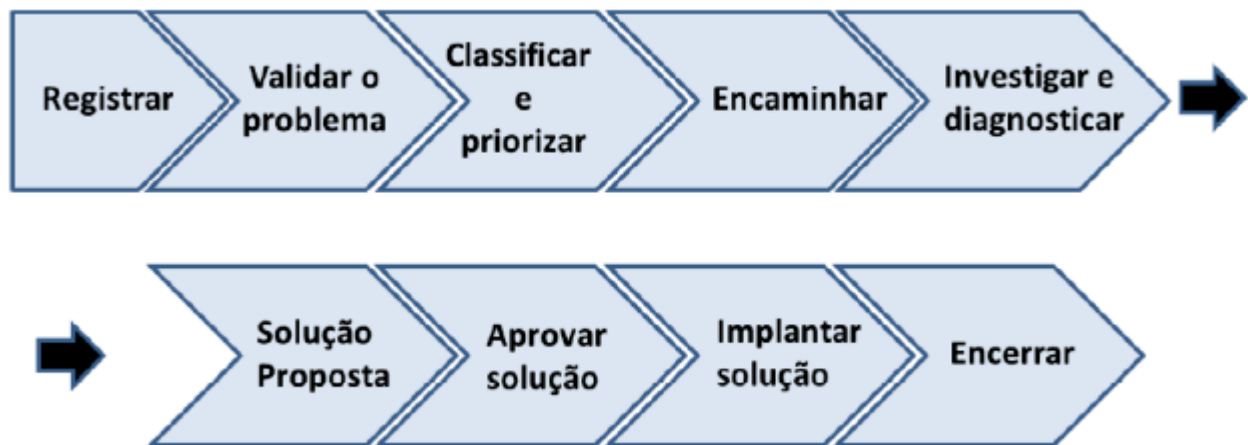 Registrar
Validar o
problema
Classificar
e
priorizar
Encaminhar
Investigar e
diagnosticar
Solução
Proposta
Aprovar
solução
Implantar
solução
Encerrar